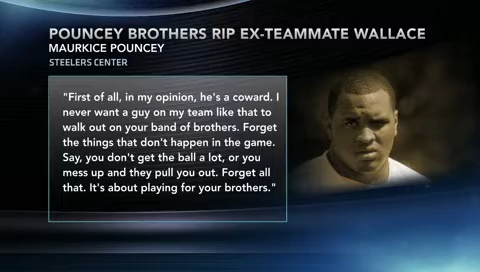 POUNCEY BROTHERS RIP EX-TEAMMATE WALLACE
MAURKICE POUNCEY
STEELERS CENTER
"First of all, in my opinion, he's a coward. I
never want a guy on my team like that to
walk out on your band of brothers. Forget
the things that don't happen in the game.
Say, you don't get the ball a lot, or you
mess up and they pull you out. Forget all
that. It's about playing for your brothers."